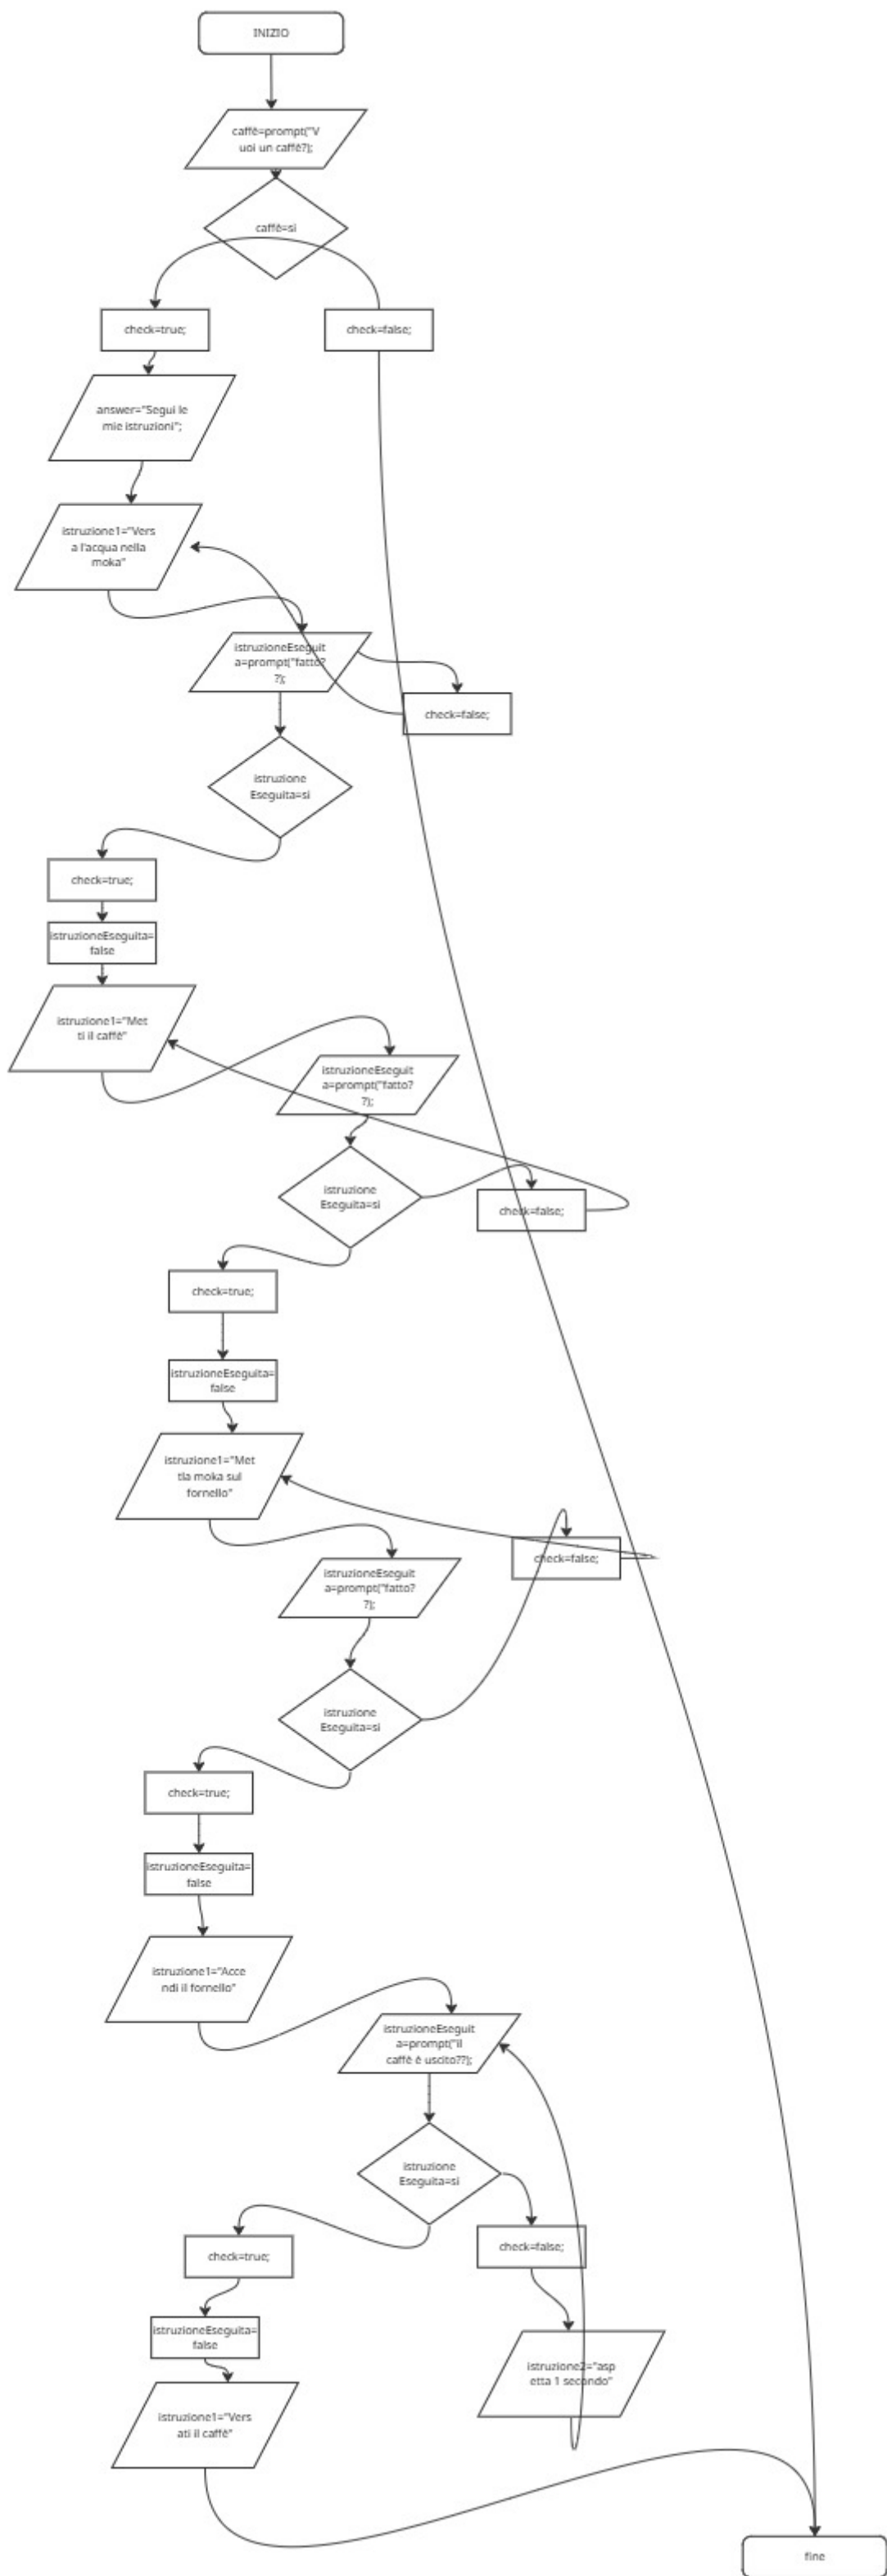 INIZIO
caffè=prompt("V
uoi un caffè?);
caffè=si
check=true;
check=false;
answer="Segui le
mie istruzioni";
istruzione1="Vers
a l'acqua nella
moka"
istruzioneEseguit
a=prompt("fatto?
?);
check=false;
istruzione
Eseguita=si
check=true;
istruzioneEseguita=
false
istruzione1="Met
ti il caffè"
istruzioneEseguit
a=prompt("fatto?
?);
istruzione
Eseguita=si
check=false;
check=true;
istruzioneEseguita=
false
istruzione1="Met
tla moka sul
fornello"
check=false;
istruzioneEseguit
a=prompt("fatto?
?);
istruzione
Eseguita=si
check=true;
istruzioneEseguita=
false
istruzione1="Acce
ndi il fornello"
istruzioneEseguit
a=prompt("il
caffè é uscito??);
istruzione
Eseguita=si
check=false;
check=true;
istruzioneEseguita=
false
istruzione2="asp
etta 1 secondo"
istruzione1="Vers
ati il caffè"
fine